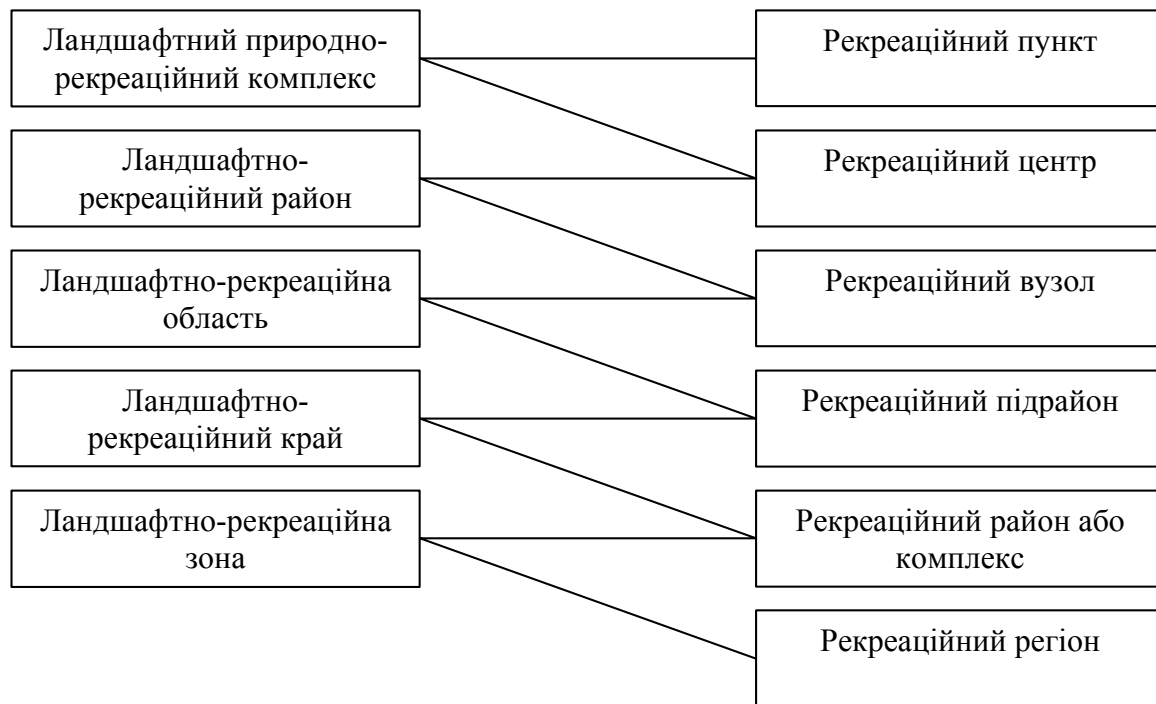 Ландшафтний природно-
рекреаційний комплекс
Рекреаційний пункт
Ландшафтно-
рекреаційний район
Рекреаційний центр
Ландшафтно-рекреаційна
область
Рекреаційний вузол
Ландшафтно-
рекреаційний край
Рекреаційний підрайон
Ландшафтно-рекреаційна
зона
Рекреаційний район або
комплекс
Рекреаційний регіон